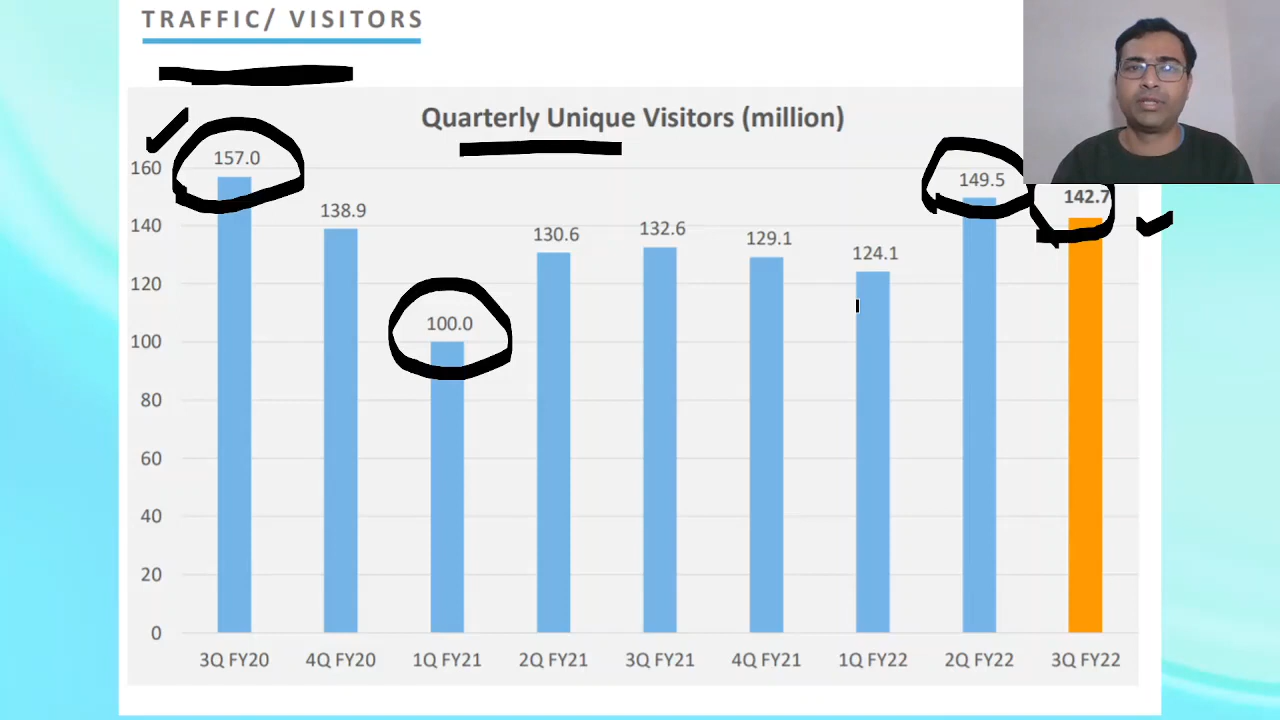 TRAFFIC/ VISITORS
Quarterly Unique Visitors (million)
160
140
120
100
80
60
40
20
0
157.0
138.9
100.0
130.6
132.6
129.1
124.1
149.5
142.7
3Q FY20
4Q FY20
1Q FY21
2Q FY21
3Q FY21
4Q FY21
1Q FY22
2Q FY22
3Q FY22